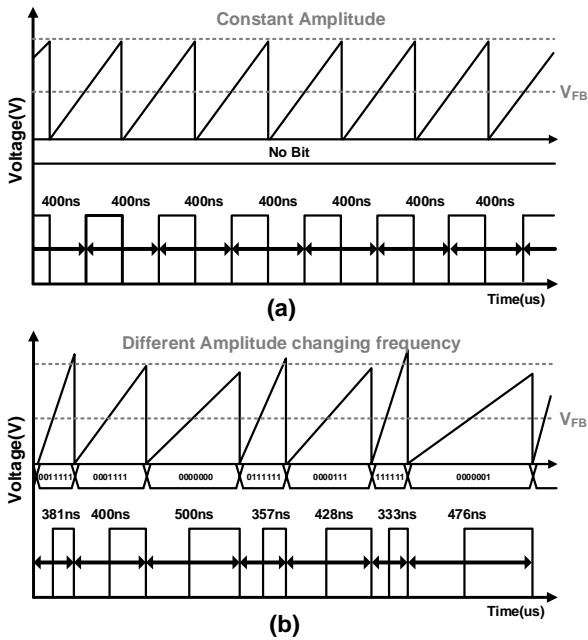 Constant Amplitude
Voltage(V)
V_FB
No Bit
400ns 400ns 400ns 400ns 400ns 400ns 400ns
Time(us)
(a)
Different Amplitude changing frequency
Voltage(V)
V_FB
0011111 0001111 0000000 0111111 0000111 111111 0000001
381ns 400ns 500ns 357ns 428ns 333ns 476ns
Time(us)
(b)